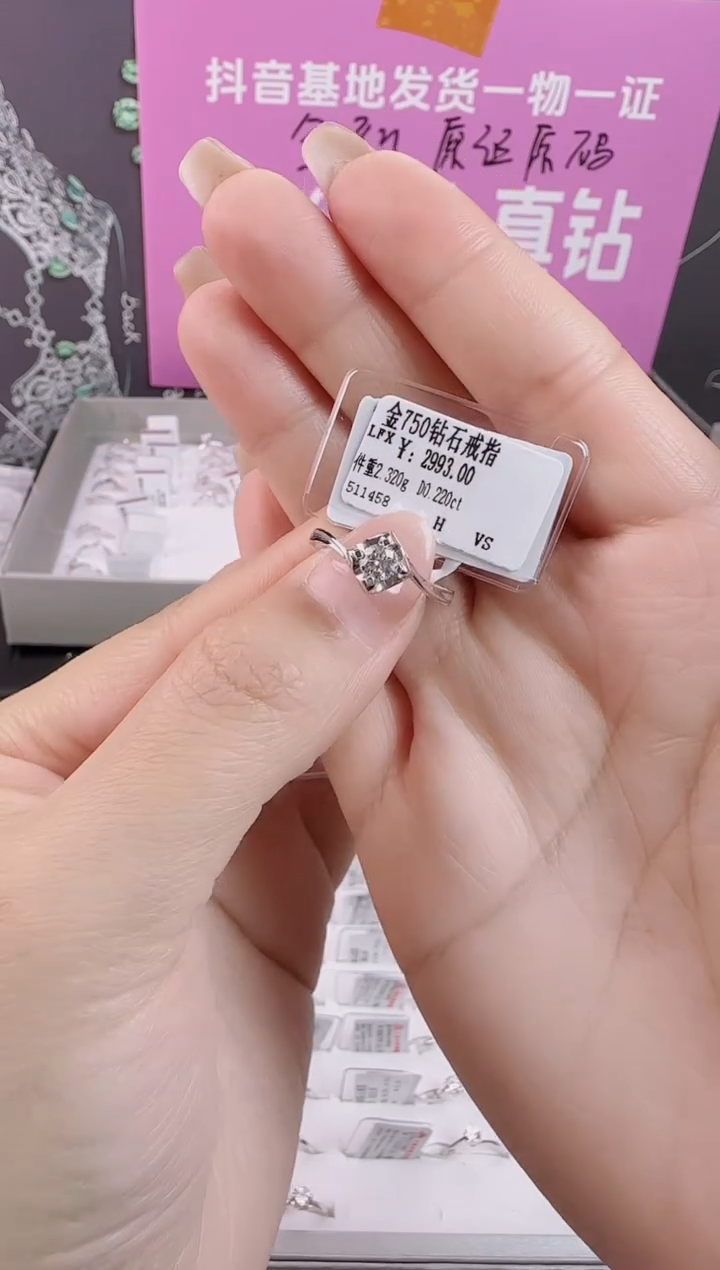 抖音基地发货一物一证
原证原码
真钻
金750钻石戒指
LFX ￥: 2993.00
件重2.320g D0.220ct
511458
H VS